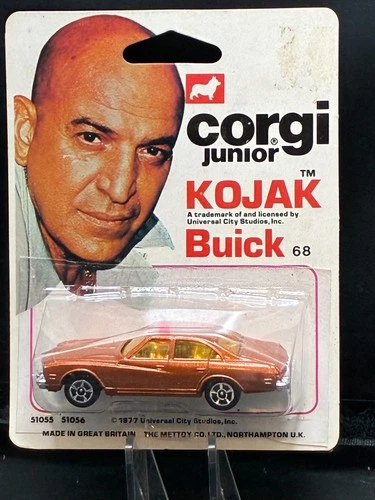 corgi®
junior
KOJAK™
A trademark of and licensed by
Universal City Studios, Inc.
Buick 68
51055 51056 © 1977 Universal City Studios, Inc.
MADE IN GREAT BRITAIN THE METTOY CO. LTD., NORTHAMPTON U.K.